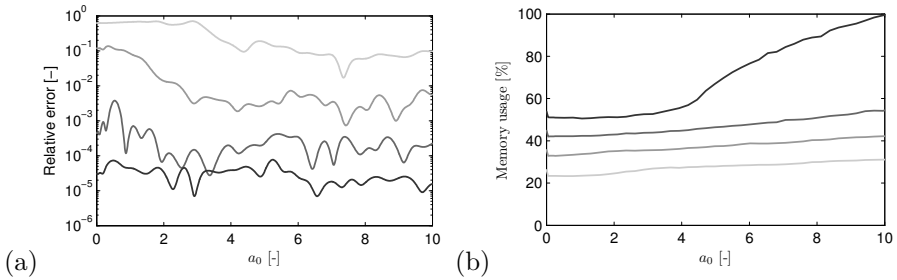 10^0
10^-1
10^-2
10^-3
10^-4
10^-5
10^-6
Relative error [−]
0 2 4 6 8 10
a_0 [-]
(a)
100%
80
60
40
20
0
Memory usage [%]
0 2 4 6 8 10
a_0 [-]
(b)